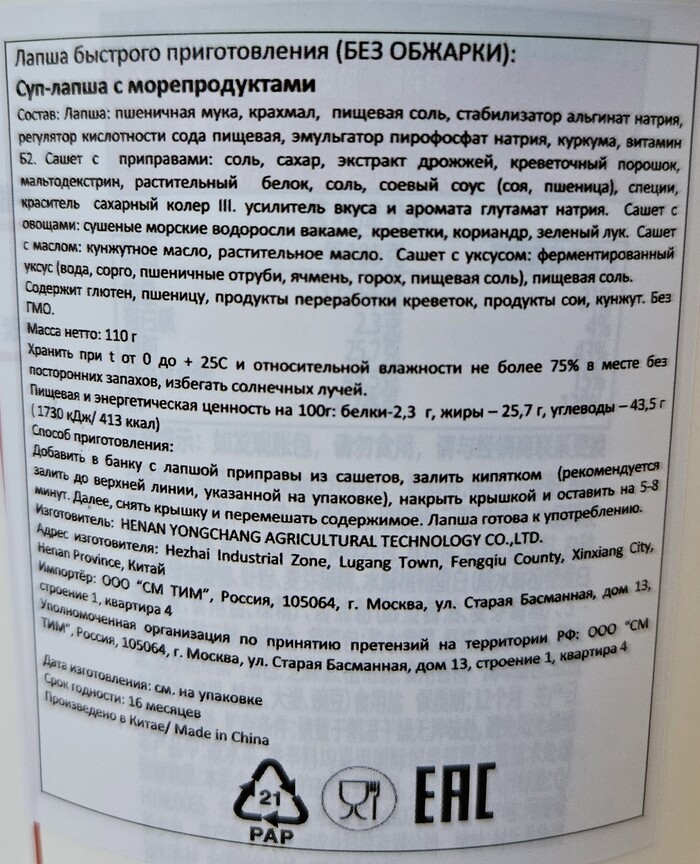 Лапша быстрого приготовления (БЕЗ ОБЖАРКИ):
Суп-лапша с морепродуктами
Состав: Лапша: пшеничная мука, крахмал, пищевая соль, стабилизатор альгинат натрия,
регулятор кислотности сода пищевая, эмульгатор пирофосфат натрия, куркума, витамин
Б2. Сашет с приправами: соль, сахар, экстракт дрожжей, креветочный порошок,
мальтодекстрин, растительный белок, соль, соевый соус (соя, пшеница), специи,
краситель сахарный колер III. усилитель вкуса и аромата глутамат натрия. Сашет с
овощами: сушеные морские водоросли вакаме, креветки, кориандр, зеленый лук. Сашет
с маслом: кунжутное масло, растительное масло. Сашет с уксусом: ферментированный
уксус (вода, сорго, пшеничные отруби, ячмень, горох, пищевая соль), пищевая соль.
Содержит глютен, пшеницу, продукты переработки креветок, продукты сои, кунжут. Без
ГМО.
Масса нетто: 110 г
Хранить при t от 0 до + 25С и относительной влажности не более 75% в месте без
посторонних запахов, избегать солнечных лучей.
Пищевая и энергетическая ценность на 100г: белки-2,3 г, жиры – 25,7 г, углеводы – 43,5 г
( 1730 кДж/ 413 ккал)
Способ приготовления:
Добавить в банку с лапшой приправы из сашетов, залить кипятком (рекомендуется
залить до верхней линии, указанной на упаковке), накрыть крышкой и оставить на 5-8
минут. Далее, снять крышку и перемешать содержимое. Лапша готова к употреблению.
Изготовитель: HENAN YONGCHANG AGRICULTURAL TECHNOLOGY CO.,LTD.
Адрес изготовителя: Hezhai Industrial Zone, Lugang Town, Fengqiu County, Xinxiang City,
Henan Province, Китай
Импортёр: ООО "СМ ТИМ", Россия, 105064, г. Москва, ул. Старая Басманная, дом 13,
строение 1, квартира 4
Уполномоченная организация по принятию претензий на территории РФ: ООО "СМ
ТИМ", Россия, 105064, г. Москва, ул. Старая Басманная, дом 13, строение 1, квартира 4
Дата изготовления: см. на упаковке
Срок годности: 16 месяцев
Произведено в Китае/ Made in China
21
PAP
EAC